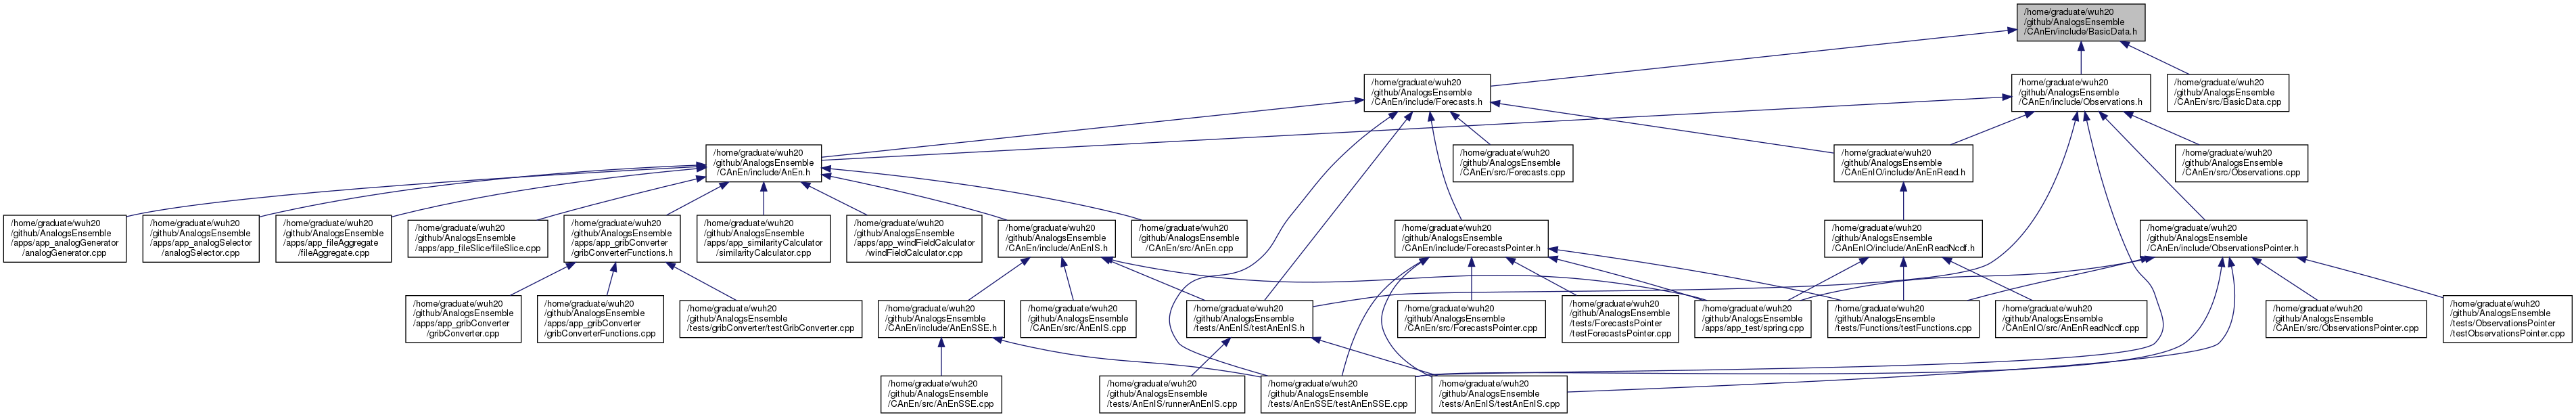 /home/graduate/wuh20
/github/AnalogsEnsemble
/CAnEn/include/BasicData.h
/home/graduate/wuh20
/github/AnalogsEnsemble
/CAnEn/include/Forecasts.h
/home/graduate/wuh20
/github/AnalogsEnsemble
/CAnEn/include/Observations.h
/home/graduate/wuh20
/github/AnalogsEnsemble
/CAnEn/src/BasicData.cpp
/home/graduate/wuh20
/github/AnalogsEnsemble
/CAnEn/include/AnEn.h
/home/graduate/wuh20
/github/AnalogsEnsemble
/CAnEn/src/Forecasts.cpp
/home/graduate/wuh20
/github/AnalogsEnsemble
/CAnEnIO/include/AnEnRead.h
/home/graduate/wuh20
/github/AnalogsEnsemble
/CAnEn/src/Observations.cpp
/home/graduate/wuh20
/github/AnalogsEnsemble
/apps/app_analogGenerator
/analogGenerator.cpp
/home/graduate/wuh20
/github/AnalogsEnsemble
/apps/app_analogSelector
/analogSelector.cpp
/home/graduate/wuh20
/github/AnalogsEnsemble
/apps/app_fileAggregate
/fileAggregate.cpp
/home/graduate/wuh20
/github/AnalogsEnsemble
/apps/app_fileSlice/fileSlice.cpp
/home/graduate/wuh20
/github/AnalogsEnsemble
/apps/app_gribConverter
/gribConverterFunctions.h
/home/graduate/wuh20
/github/AnalogsEnsemble
/apps/app_similarityCalculator
/similarityCalculator.cpp
/home/graduate/wuh20
/github/AnalogsEnsemble
/apps/app_windFieldCalculator
/windFieldCalculator.cpp
/home/graduate/wuh20
/github/AnalogsEnsemble
/CAnEn/include/AnEnIS.h
/home/graduate/wuh20
/github/AnalogsEnsemble
/CAnEn/src/AnEn.cpp
/home/graduate/wuh20
/github/AnalogsEnsemble
/CAnEn/include/ForecastsPointer.h
/home/graduate/wuh20
/github/AnalogsEnsemble
/CAnEnIO/include/AnEnReadNcdf.h
/home/graduate/wuh20
/github/AnalogsEnsemble
/CAnEn/include/ObservationsPointer.h
/home/graduate/wuh20
/github/AnalogsEnsemble
/apps/app_gribConverter
/gribConverter.cpp
/home/graduate/wuh20
/github/AnalogsEnsemble
/apps/app_gribConverter
/gribConverterFunctions.cpp
/home/graduate/wuh20
/github/AnalogsEnsemble
/tests/gribConverter/testGribConverter.cpp
/home/graduate/wuh20
/github/AnalogsEnsemble
/CAnEn/include/AnEnSSE.h
/home/graduate/wuh20
/github/AnalogsEnsemble
/CAnEn/src/AnEnIS.cpp
/home/graduate/wuh20
/github/AnalogsEnsemble
/tests/AnEnIS/testAnEnIS.h
/home/graduate/wuh20
/github/AnalogsEnsemble
/CAnEn/src/ForecastsPointer.cpp
/home/graduate/wuh20
/github/AnalogsEnsemble
/tests/ForecastsPointer
/testForecastsPointer.cpp
/home/graduate/wuh20
/github/AnalogsEnsemble
/apps/app_test/spring.cpp
/home/graduate/wuh20
/github/AnalogsEnsemble
/tests/Functions/testFunctions.cpp
/home/graduate/wuh20
/github/AnalogsEnsemble
/CAnEnIO/src/AnEnReadNcdf.cpp
/home/graduate/wuh20
/github/AnalogsEnsemble
/CAnEn/src/ObservationsPointer.cpp
/home/graduate/wuh20
/github/AnalogsEnsemble
/tests/ObservationsPointer
/testObservationsPointer.cpp
/home/graduate/wuh20
/github/AnalogsEnsemble
/CAnEn/src/AnEnSSE.cpp
/home/graduate/wuh20
/github/AnalogsEnsemble
/tests/AnEnIS/runnerAnEnIS.cpp
/home/graduate/wuh20
/github/AnalogsEnsemble
/tests/AnEnSSE/testAnEnSSE.cpp
/home/graduate/wuh20
/github/AnalogsEnsemble
/tests/AnEnIS/testAnEnIS.cpp